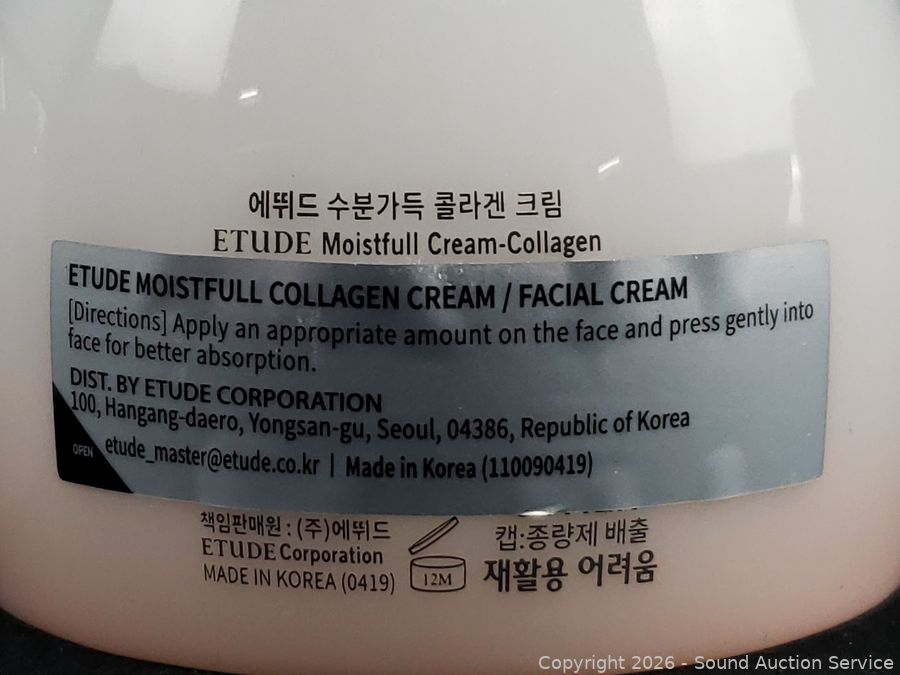 에뛰드 수분가득 콜라겐 크림
ETUDE Moistfull Cream-Collagen
ETUDE MOISTFULL COLLAGEN CREAM / FACIAL CREAM
[Directions] Apply an appropriate amount on the face and press gently into
face for better absorption.
DIST. BY ETUDE CORPORATION
100, Hangang-daero, Yongsan-gu, Seoul, 04386, Republic of Korea
OPEN
etude_master@etude.co.kr | Made in Korea (110090419)
책임판매원 : (주)에뛰드
ETUDE Corporation
MADE IN KOREA (0419)
12M
캡:종량제 배출
재활용 어려움
Copyright 2026 - Sound Auction Service